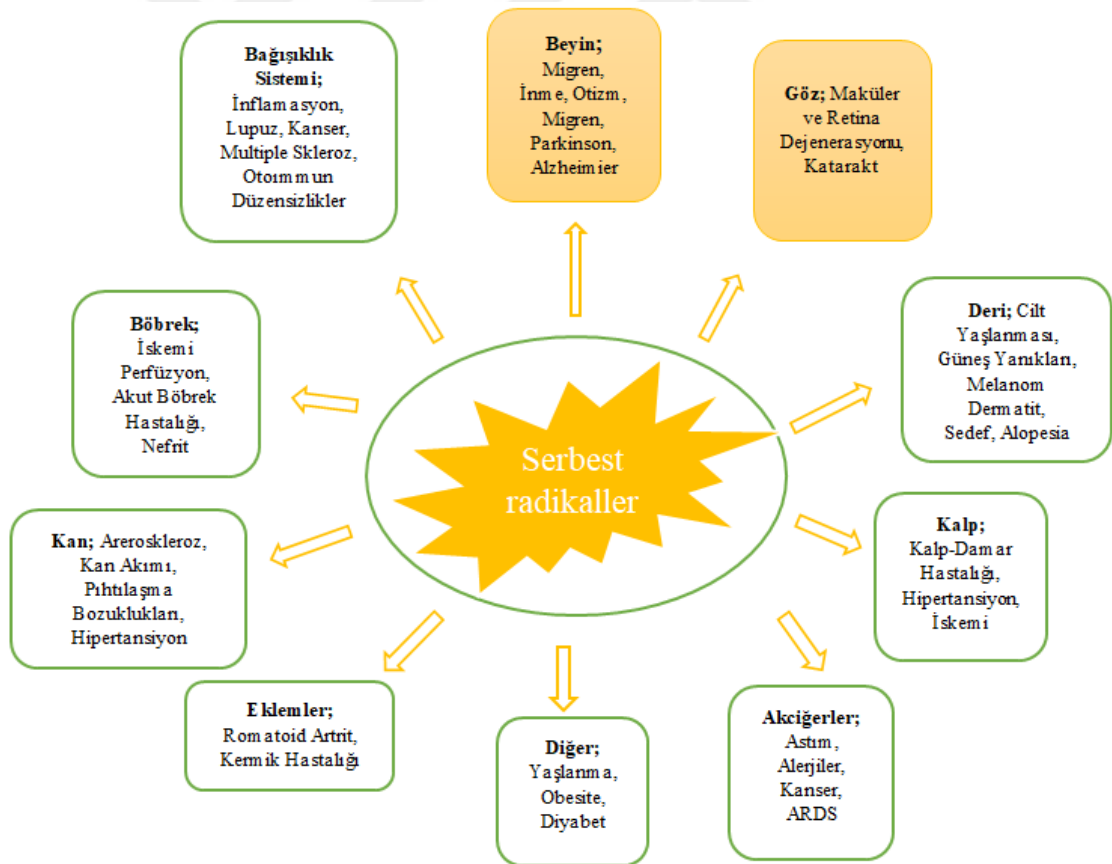 Bağışıklık
Sistemi;
İnflamasyon,
Lupuz, Kanser,
Multiple Skleroz,
Otoımmun
Düzensizlikler
Beyin;
Migren,
İnme, Otizm,
Migren,
Parkinson,
Alzheimier
Göz; Maküler
ve Retina
Dejenerasyonu,
Katarakt
Böbrek;
İskemi
Perfüzyon,
Akut Böbrek
Hastalığı,
Nefrit
Deri; Cilt
Yaşlanması,
Güneş Yanıkları,
Melanom
Dermatit,
Sedef, Alopesia
Serbest
radikaller
Kan; Areroskleroz,
Kan Akımı,
Pıhtılaşma
Bozuklukları,
Hipertansiyon
Kalp;
Kalp-Damar
Hastalığı,
Hipertansiyon,
İskemi
Eklemler;
Romatoid Artrit,
Kermik Hastalığı
Diğer;
Yaşlanma,
Obesite,
Diyabet
Akciğerler;
Astım,
Alerjiler,
Kanser,
ARDS